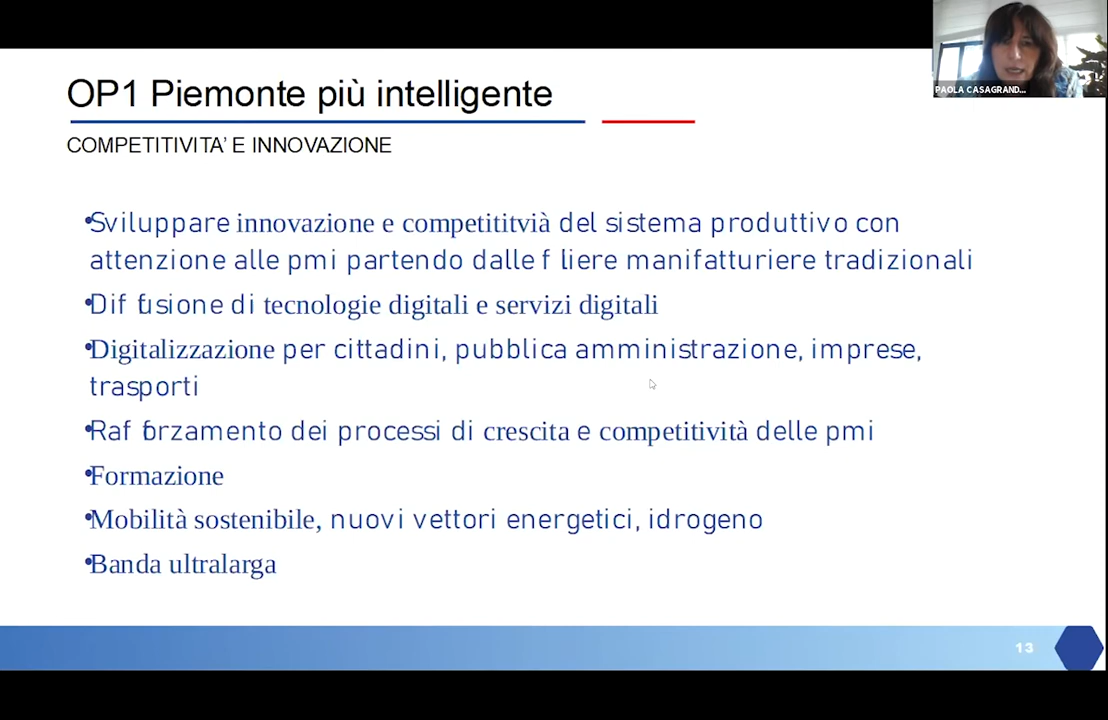 PAOLA CASAGRAND...
OP1 Piemonte più intelligente
COMPETITIVITA' E INNOVAZIONE
•Sviluppare innovazione e competititvià del sistema produttivo con
attenzione alle pmi partendo dalle f liere manifatturiere tradizionali
•Dif fusione di tecnologie digitali e servizi digitali
•Digitalizzazione per cittadini, pubblica amministrazione, imprese,
trasporti
•Raf forzamento dei processi di crescita e competitività delle pmi
•Formazione
•Mobilità sostenibile, nuovi vettori energetici, idrogeno
•Banda ultralarga
13